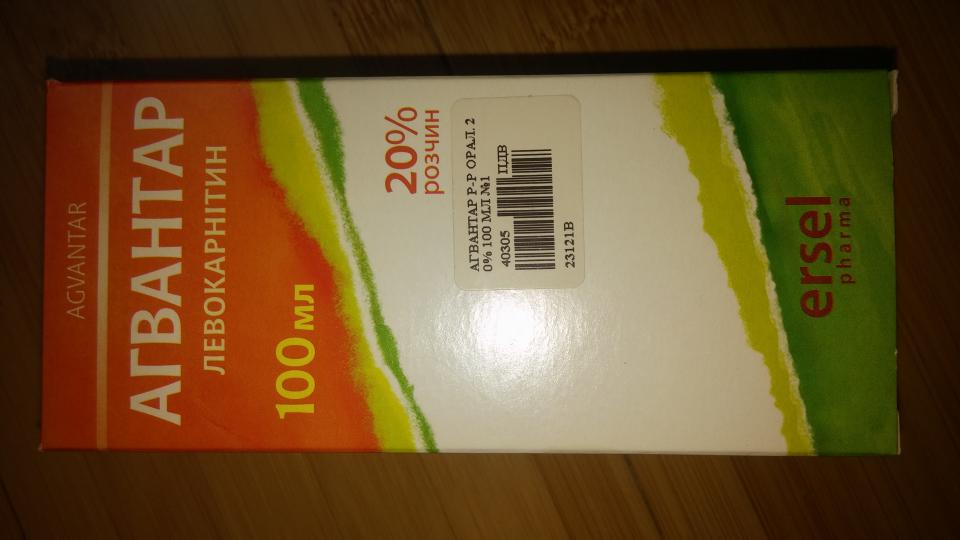 AGVANTAR
АГВАНТАР
ЛЕВОКАРНІТИН
100 мл
20%
розчин
АГВАНТАР Р-Р ОРАЛ. 2
0% 100 МЛ №1
40305 ПДВ
23121В
ersel
pharma